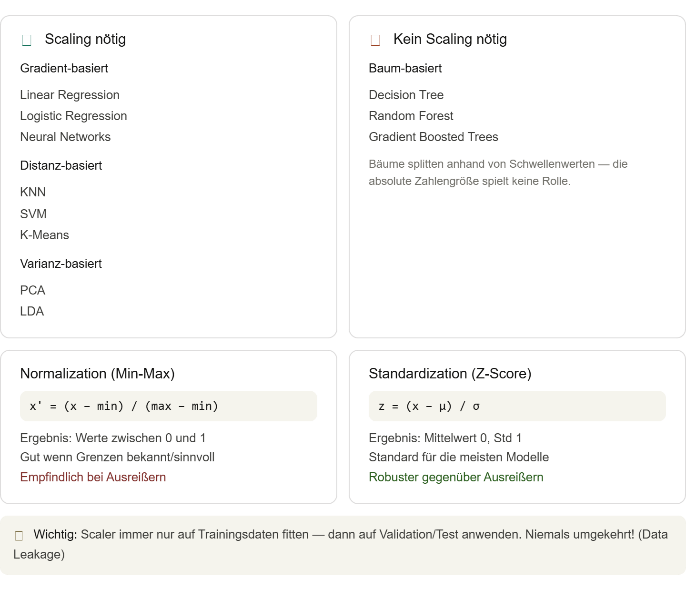 Scaling nötig
Gradient-basiert
Linear Regression
Logistic Regression
Neural Networks
Distanz-basiert
KNN
SVM
K-Means
Varianz-basiert
PCA
LDA
Kein Scaling nötig
Baum-basiert
Decision Tree
Random Forest
Gradient Boosted Trees
Bäume splitten anhand von Schwellenwerten — die
absolute Zahlengröße spielt keine Rolle.
Normalization (Min-Max)
x' = (x − min) / (max − min)
Ergebnis: Werte zwischen 0 und 1
Gut wenn Grenzen bekannt/sinnvoll
Empfindlich bei Ausreißern
Standardization (Z-Score)
z = (x − μ) / σ
Ergebnis: Mittelwert 0, Std 1
Standard für die meisten Modelle
Robuster gegenüber Ausreißern
Wichtig: Scaler immer nur auf Trainingsdaten fitten — dann auf Validation/Test anwenden. Niemals umgekehrt! (Data
Leakage)